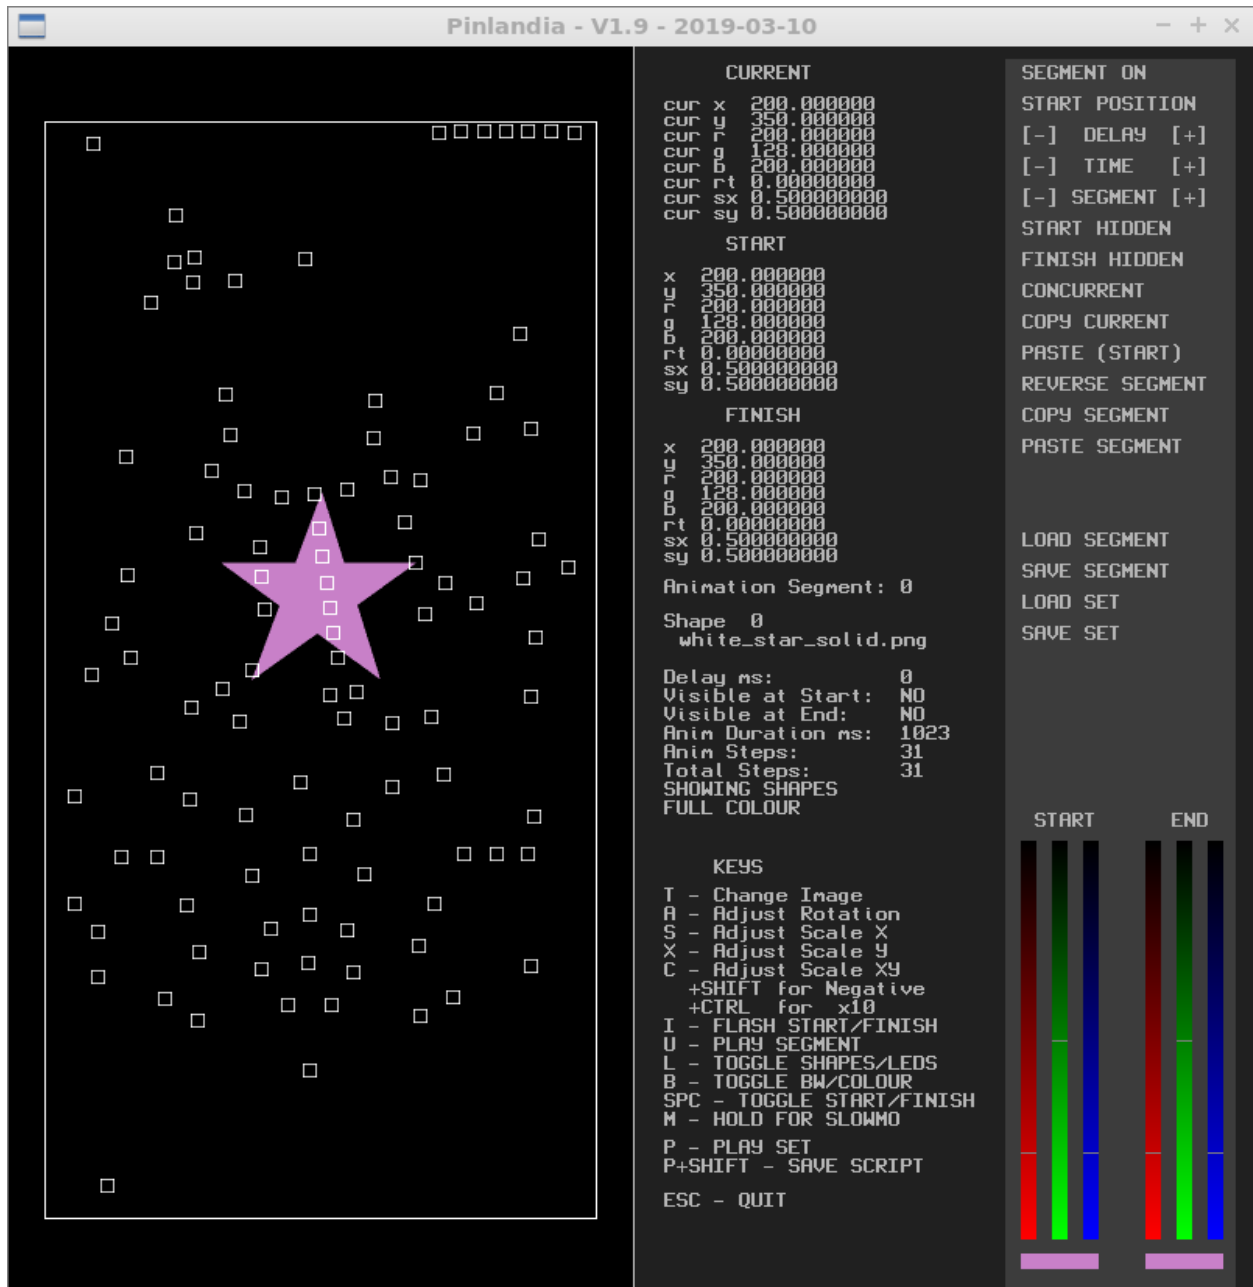 Pinlandia - V1.9 - 2019-03-10
CURRENT
cur x 200.000000
cur y 350.000000
cur r 200.000000
cur g 128.000000
cur b 200.000000
cur rt 0.00000000
cur sx 0.500000000
cur sy 0.500000000
START
x 200.000000
y 350.000000
r 200.000000
g 128.000000
b 200.000000
rt 0.00000000
sx 0.500000000
sy 0.500000000
FINISH
x 200.000000
y 350.000000
r 200.000000
g 128.000000
b 200.000000
rt 0.00000000
sx 0.500000000
sy 0.500000000
Animation Segment: 0
Shape 0
white_star_solid.png
Delay ms: 0
Visible at Start: NO
Visible at End: NO
Anim Duration ms: 1023
Anim Steps: 31
Total Steps: 31
SHOWING SHAPES
FULL COLOUR
KEYS
T - Change Image
A - Adjust Rotation
S - Adjust Scale X
X - Adjust Scale Y
C - Adjust Scale XY
+SHIFT for Negative
+CTRL for x10
I - FLASH START/FINISH
U - PLAY SEGMENT
L - TOGGLE SHAPES/LEDS
B - TOGGLE BW/COLOUR
SPC - TOGGLE START/FINISH
M - HOLD FOR SLOWMO
P - PLAY SET
P+SHIFT - SAVE SCRIPT
ESC - QUIT
SEGMENT ON
START POSITION
[-] DELAY [+]
[-] TIME [+]
[-] SEGMENT [+]
START HIDDEN
FINISH HIDDEN
CONCURRENT
COPY CURRENT
PASTE (START)
REVERSE SEGMENT
COPY SEGMENT
PASTE SEGMENT
LOAD SEGMENT
SAVE SEGMENT
LOAD SET
SAVE SET
START END